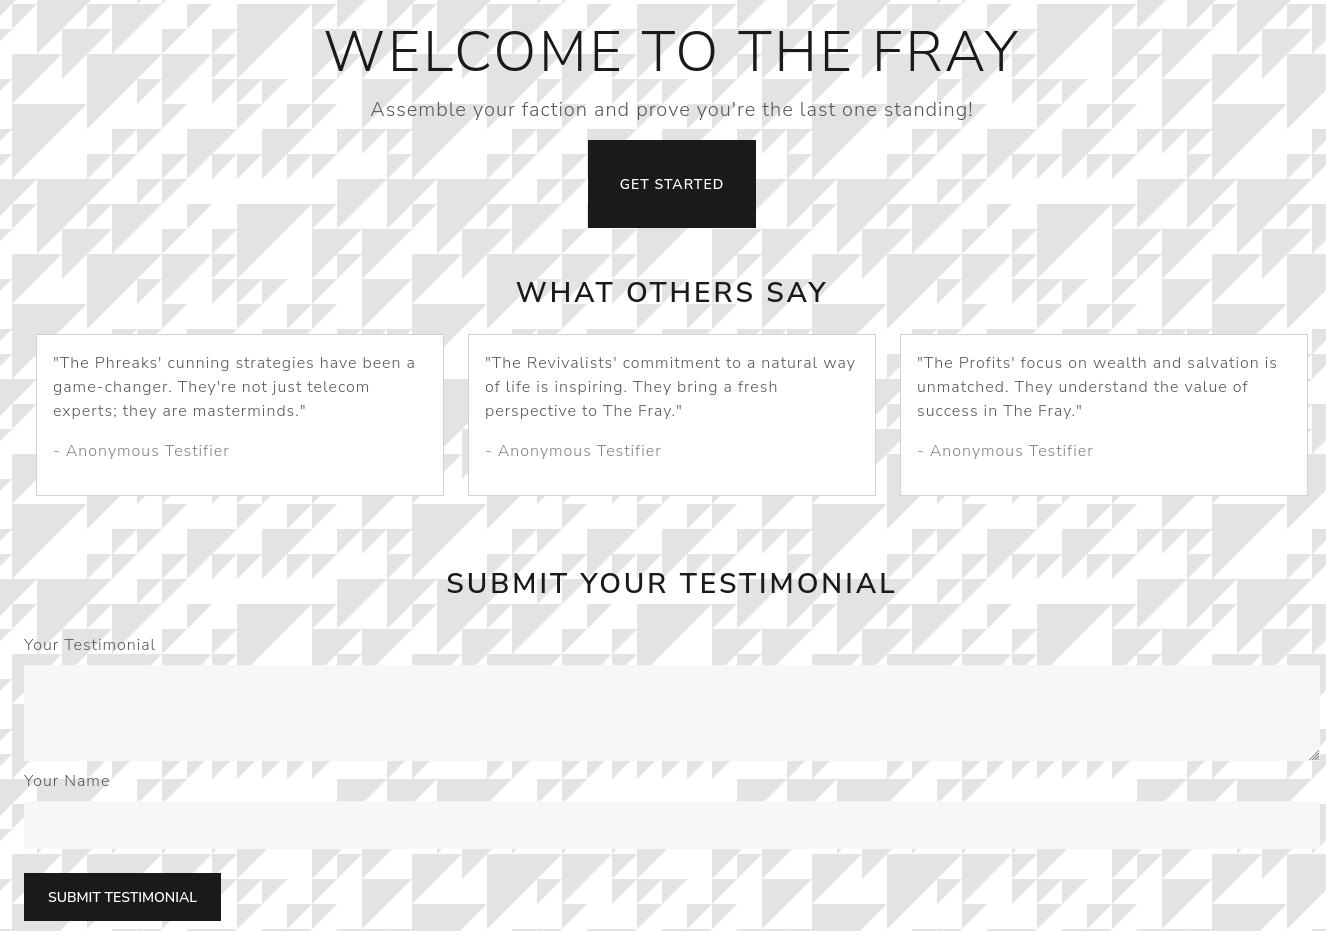 WELCOME TO THE FRAY
Assemble your faction and prove you're the last one standing!
GET STARTED
WHAT OTHERS SAY
"The Phreaks' cunning strategies have been a
game-changer. They're not just telecom
experts; they are masterminds."
- Anonymous Testifier
"The Revivalists' commitment to a natural way
of life is inspiring. They bring a fresh
perspective to The Fray."
- Anonymous Testifier
"The Profits' focus on wealth and salvation is
unmatched. They understand the value of
success in The Fray."
- Anonymous Testifier
SUBMIT YOUR TESTIMONIAL
Your Testimonial
Your Name
SUBMIT TESTIMONIAL